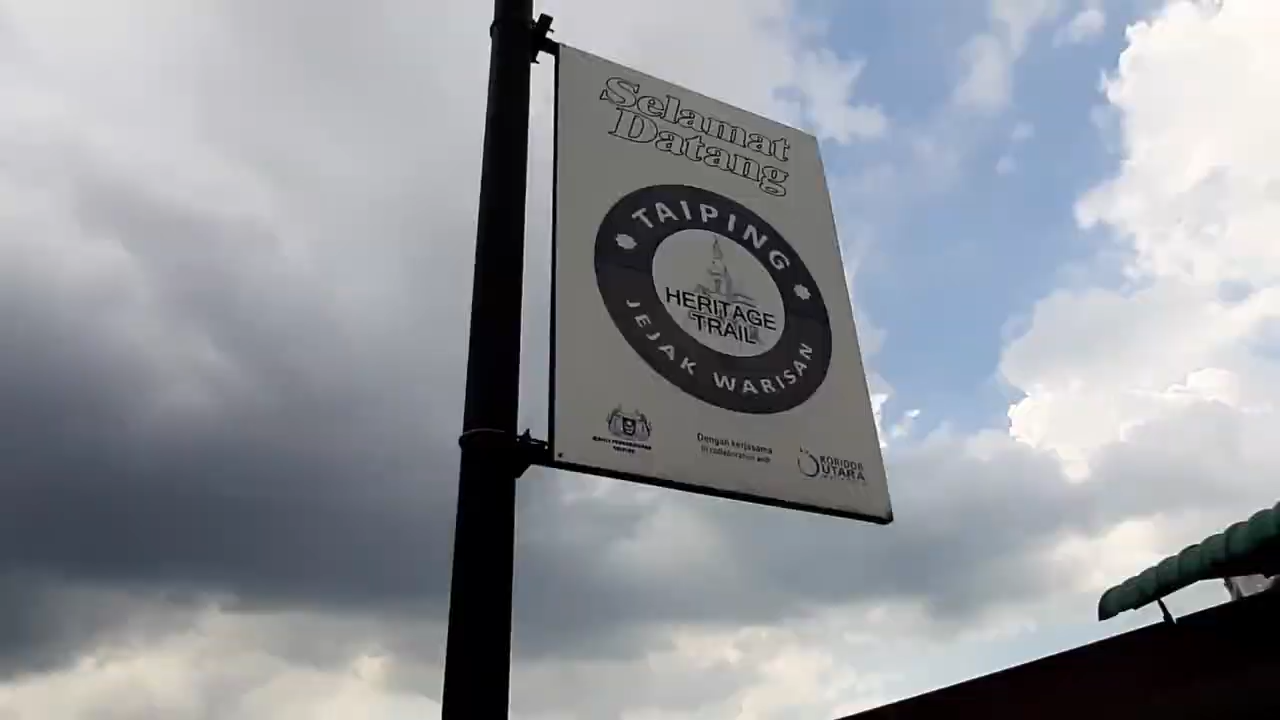 Selamat
Datang
TAIPING
HERITAGE
TRAIL
JEJAK WARISAN
Dengan kerjasama
In collaboration with
KORIDOR
UTARA